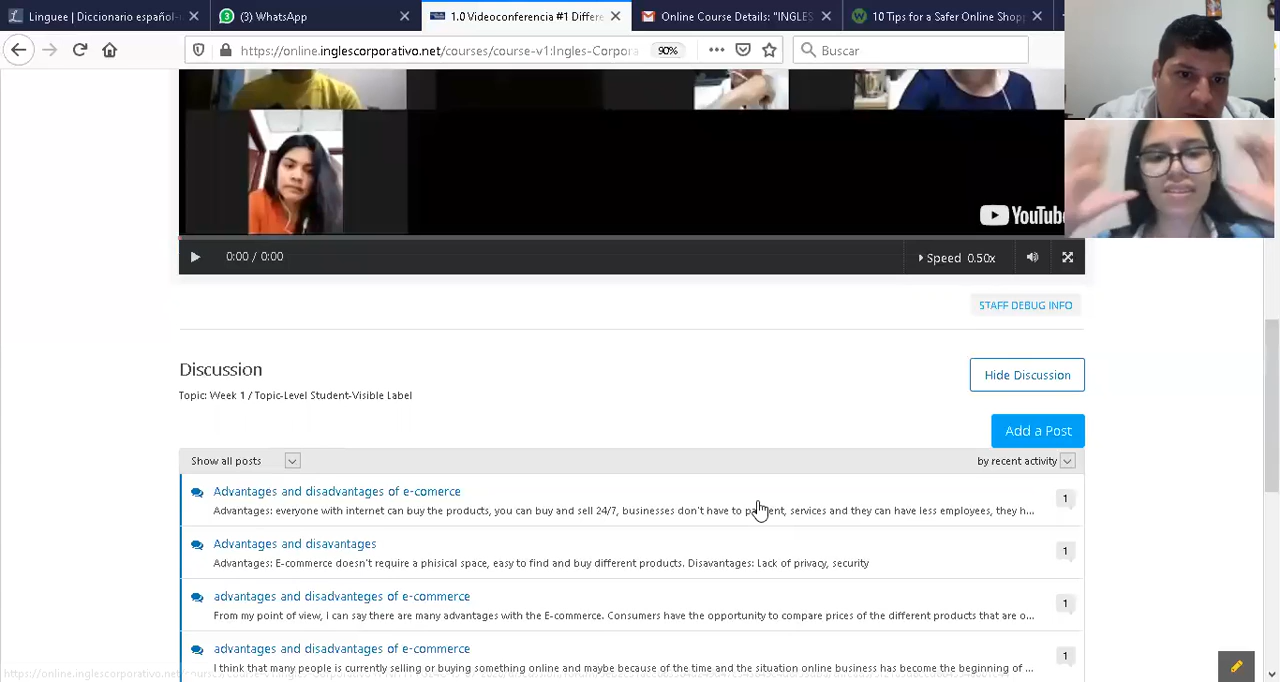 Linguee | Diccionario español-
(3) WhatsApp
1.0 Videoconferencia #1 Differe
Online Course Details: "INGLES
10 Tips for a Safer Online Shop
https://online.inglescorporativo.net/courses/course-v1:Ingles-Corpo
90%
Buscar
YouTube
0:00 / 0:00
Speed 0.50x
STAFF DEBUG INFO
Discussion
Hide Discussion
Topic: Week 1 / Topic-Level Student-Visible Label
Add a Post
Show all posts
by recent activity
Advantages and disadvantages of e-comerce
Advantages: everyone with internet can buy the products, you can buy and sell 24/7, businesses don't have to payment, services and they can have less employees, they h...
1
Advantages and disavantages
Advantages: E-commerce doesn't require a phisical space, easy to find and buy different products. Disavantages: Lack of privacy, security
1
advantages and disadvanteges of e-commerce
From my point of view, I can say there are many advantages with the E-commerce. Consumers have the opportunity to compare prices of the different products that are o...
1
advantages and disadvantages of e-commerce
I think that many people is currently selling or buying something online and maybe because of the time and the situation online business has become the beginning of ...
1